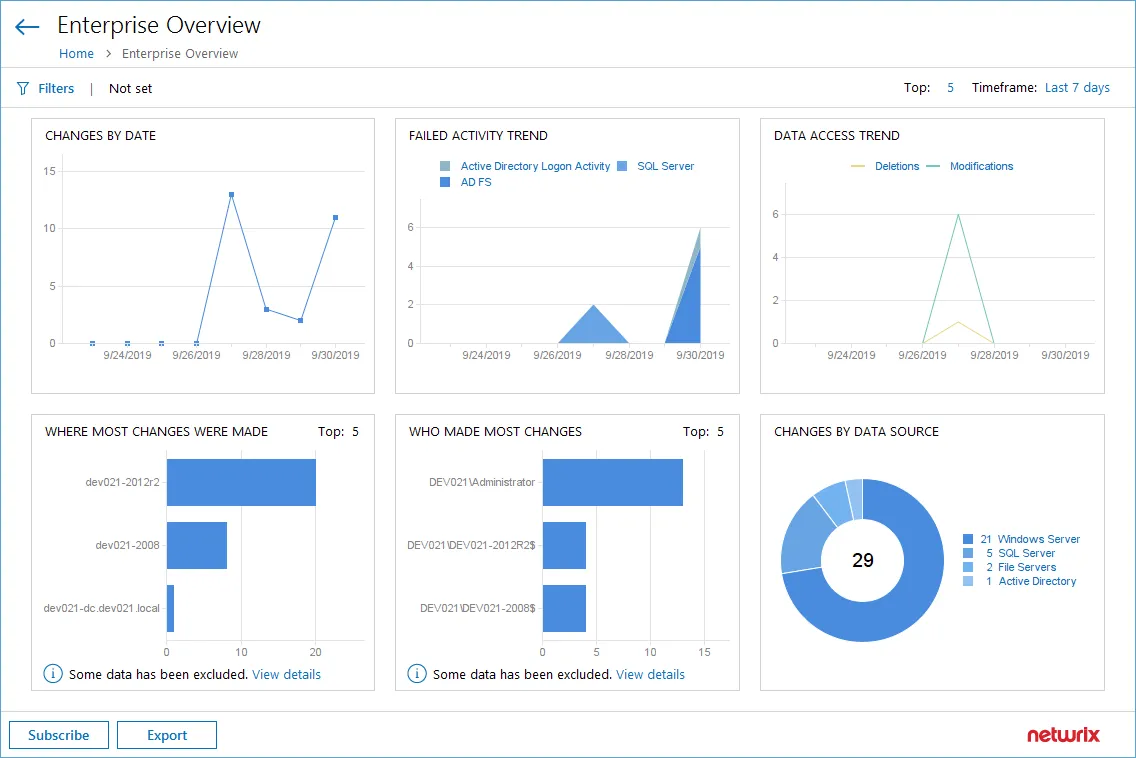 Enterprise Overview
Home > Enterprise Overview
Filters | Not set
Top: 5 Timeframe: Last 7 days
CHANGES BY DATE
15
10
5
0
9/24/2019 9/26/2019 9/28/2019 9/30/2019
FAILED ACTIVITY TREND
Active Directory Logon Activity SQL Server
AD FS
6
4
2
0
9/24/2019 9/26/2019 9/28/2019 9/30/2019
DATA ACCESS TREND
Deletions Modifications
6
4
2
0
9/24/2019 9/26/2019 9/28/2019 9/30/2019
WHERE MOST CHANGES WERE MADE Top: 5
dev021-2012r2
dev021-2008
dev021-dc.dev021.local
0 10 20
Some data has been excluded. View details
WHO MADE MOST CHANGES Top: 5
DEV021\Administrator
DEV021\DEV021-2012R2$
DEV021\DEV021-2008$
0 5 10 15
Some data has been excluded. View details
CHANGES BY DATA SOURCE
29
21 Windows Server
5 SQL Server
2 File Servers
1 Active Directory
Subscribe Export
netwrix